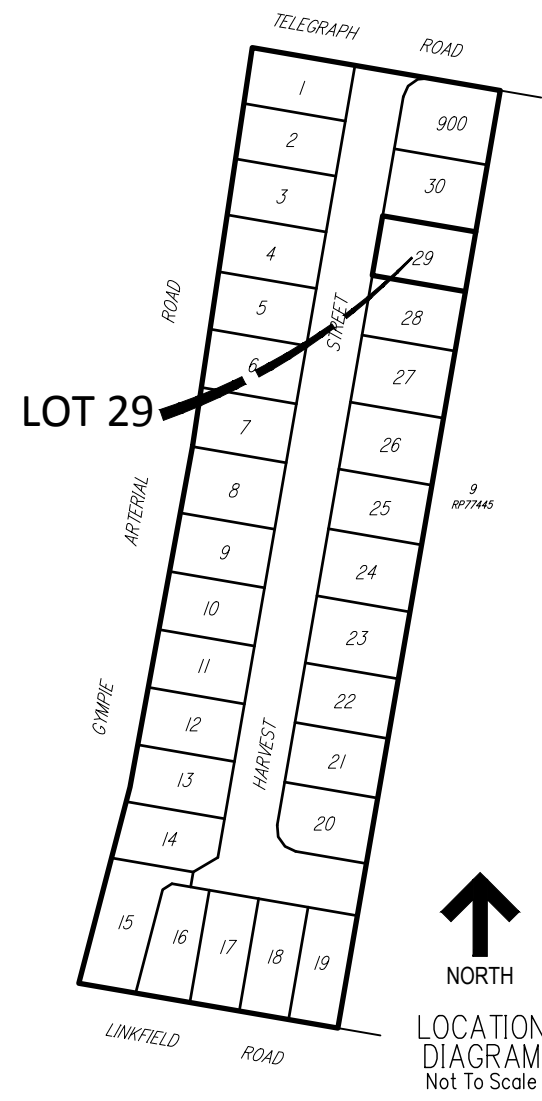 TELEGRAPH ROAD
1
900
2
30
3
4
29
ROAD
5
STREET
28
6
27
LOT 29
7
26
8
9
RP77445
ARTERIAL
25
9
24
10
23
11
22
GYMPIE
12
HARVEST
21
13
20
14
15
16
17
18
19
NORTH
LINKFIELD ROAD
LOCATION
DIAGRAM
Not To Scale